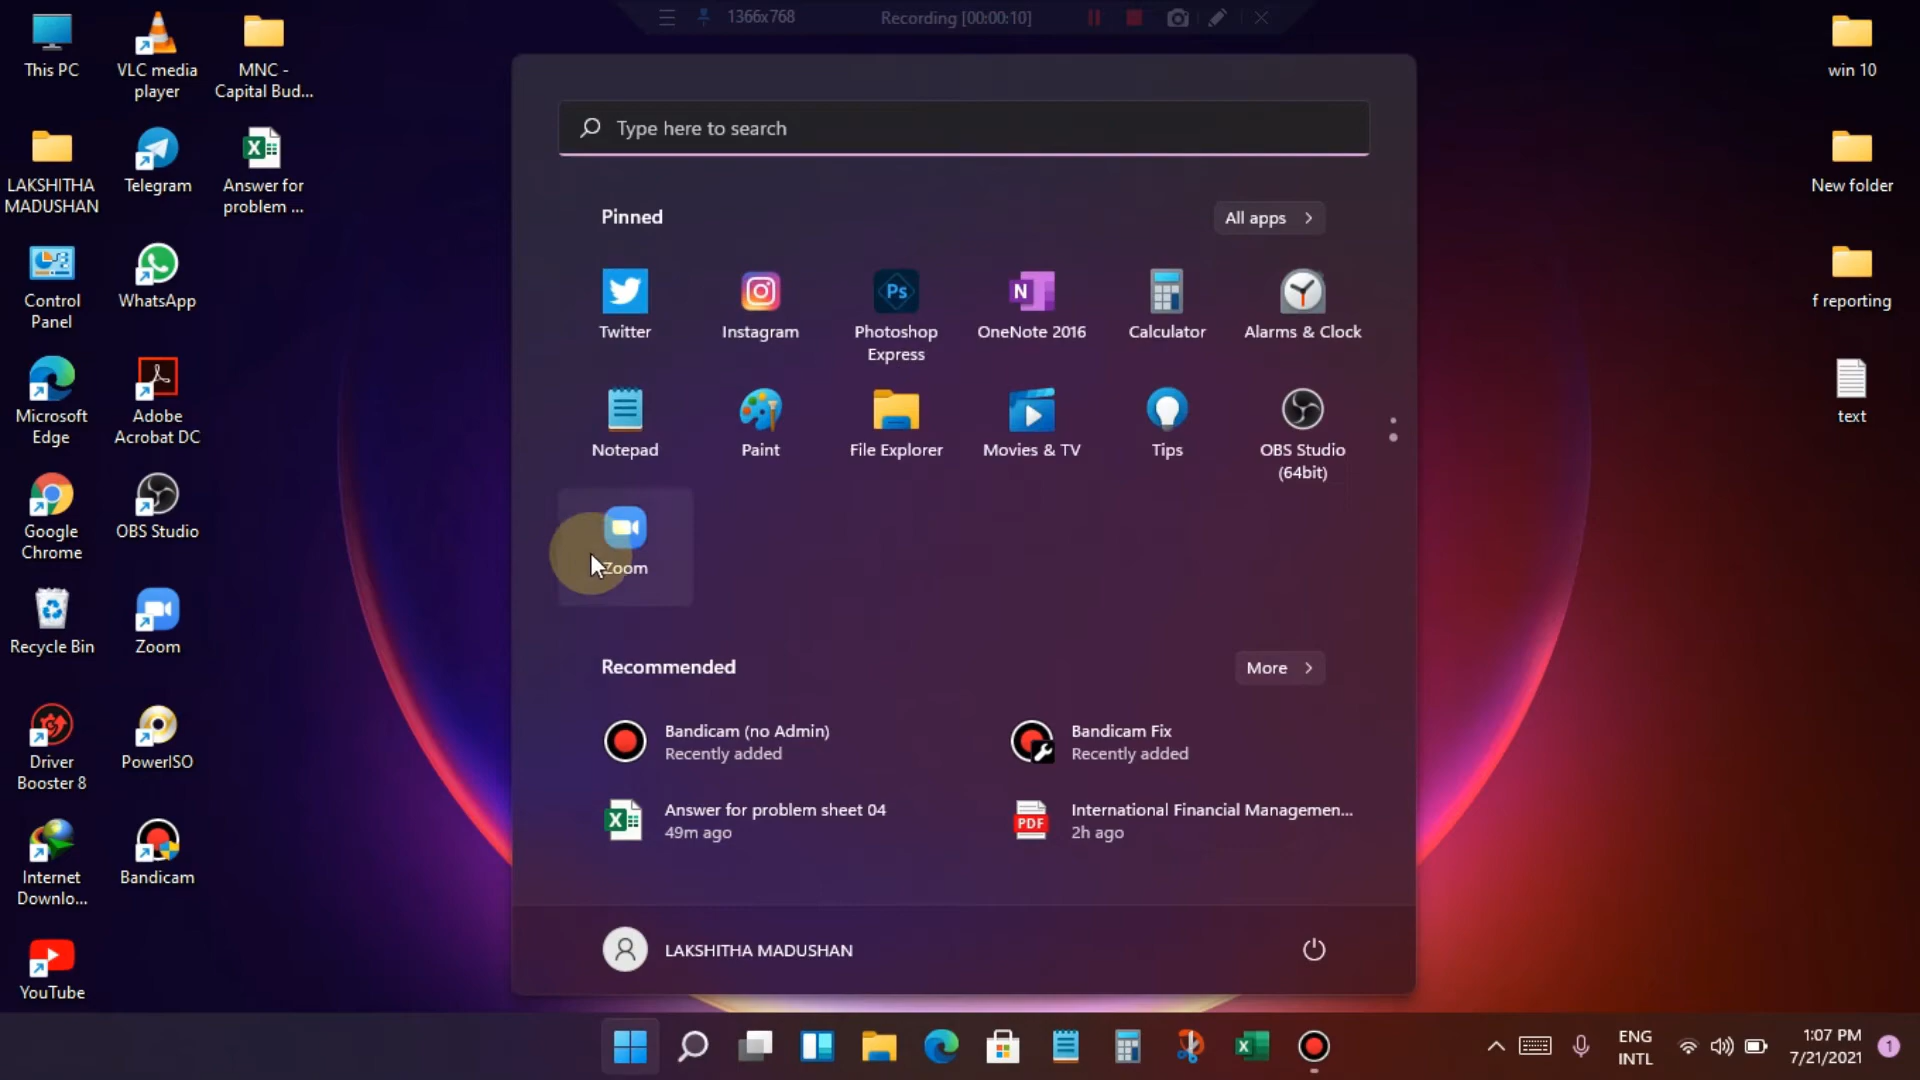 1366x768
Recording [00:00:10]
This PC
VLC media
player
MNC -
Capital Bud...
LAKSHITHA
MADUSHAN
Telegram
Answer for
problem ...
Control
Panel
WhatsApp
Microsoft
Edge
Adobe
Acrobat DC
Google
Chrome
OBS Studio
Recycle Bin
Zoom
Driver
Booster 8
PowerISO
Internet
Downlo...
Bandicam
YouTube
Type here to search
Pinned
All apps
Twitter
Instagram
Ps
Photoshop
Express
N
OneNote 2016
Calculator
Alarms & Clock
Notepad
Paint
File Explorer
Movies & TV
Tips
OBS Studio
(64bit)
Zoom
Recommended
More
Bandicam (no Admin)
Recently added
Bandicam Fix
Recently added
Answer for problem sheet 04
49m ago
PDF
International Financial Managemen...
2h ago
LAKSHITHA MADUSHAN
win 10
New folder
f reporting
text
ENG
INTL
1:07 PM
7/21/2021
1